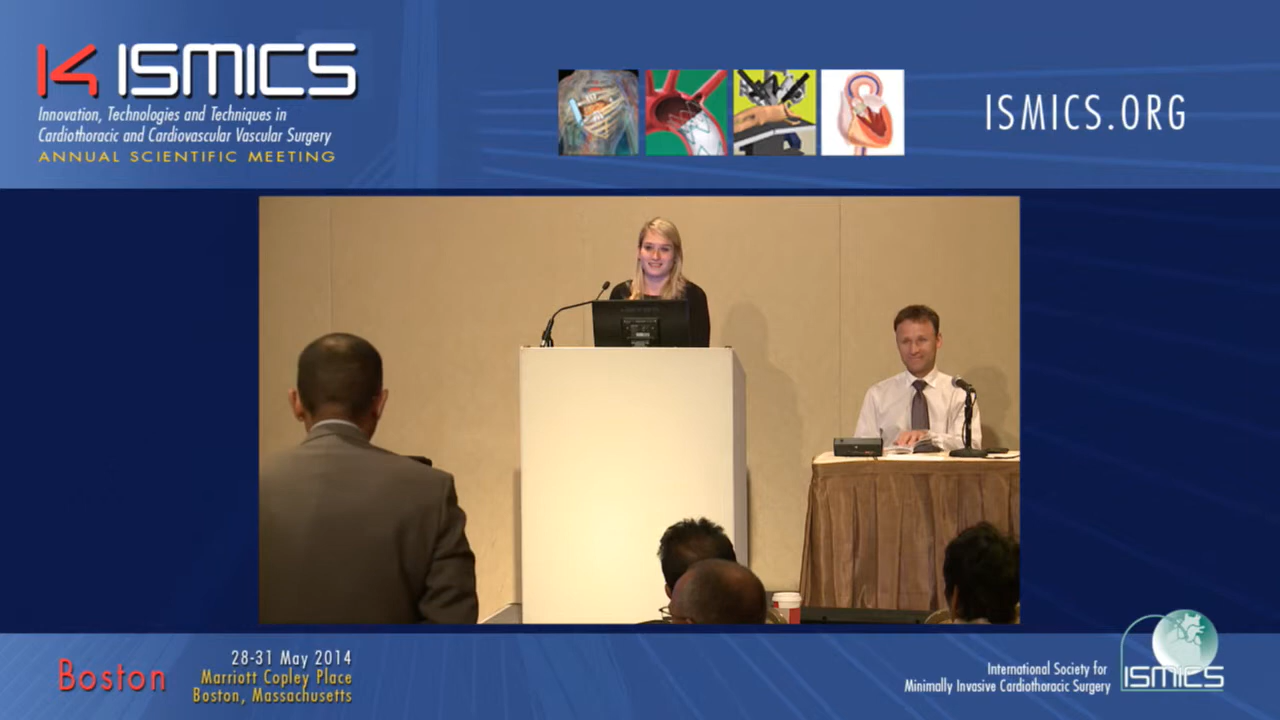 14 ISMICS
Innovation, Technologies and Techniques in
Cardiothoracic and Cardiovascular Vascular Surgery
ANNUAL SCIENTIFIC MEETING
ISMICS.ORG
Boston
28-31 May 2014
Marriott Copley Place
Boston, Massachusetts
International Society for
Minimally Invasive Cardiothoracic Surgery
ISMICS